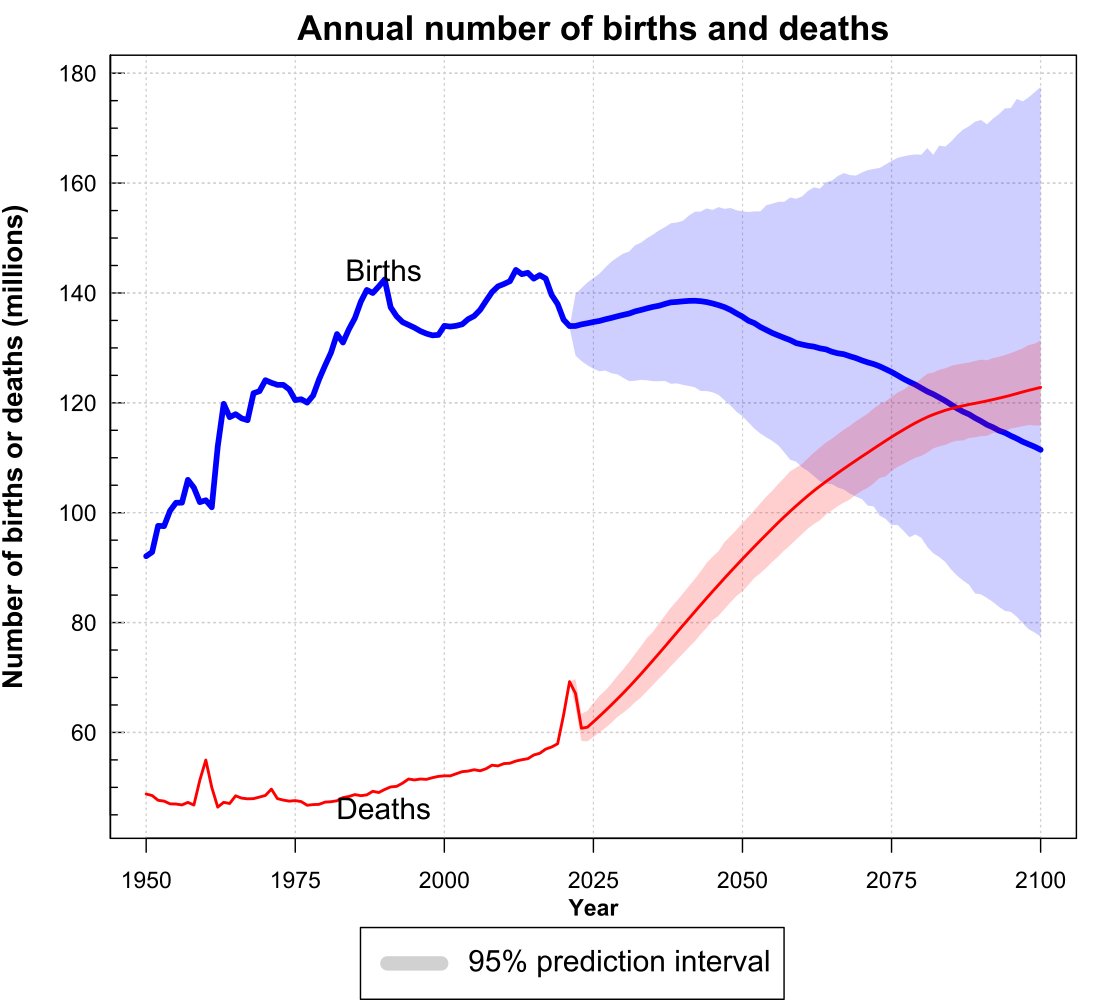 Annual number of births and deaths
Number of births or deaths (millions)
180
160
140
120
100
80
60
Births
Deaths
1950 1975 2000 2025 2050 2075 2100
Year
95% prediction interval